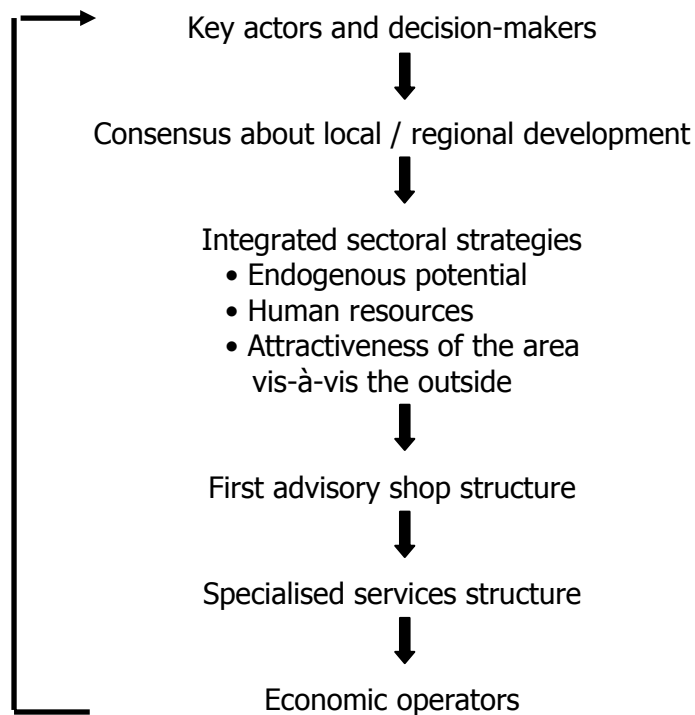 Key actors and decision-makers
Consensus about local / regional development
Integrated sectoral strategies
• Endogenous potential
• Human resources
• Attractiveness of the area
vis-à-vis the outside
First advisory shop structure
Specialised services structure
Economic operators